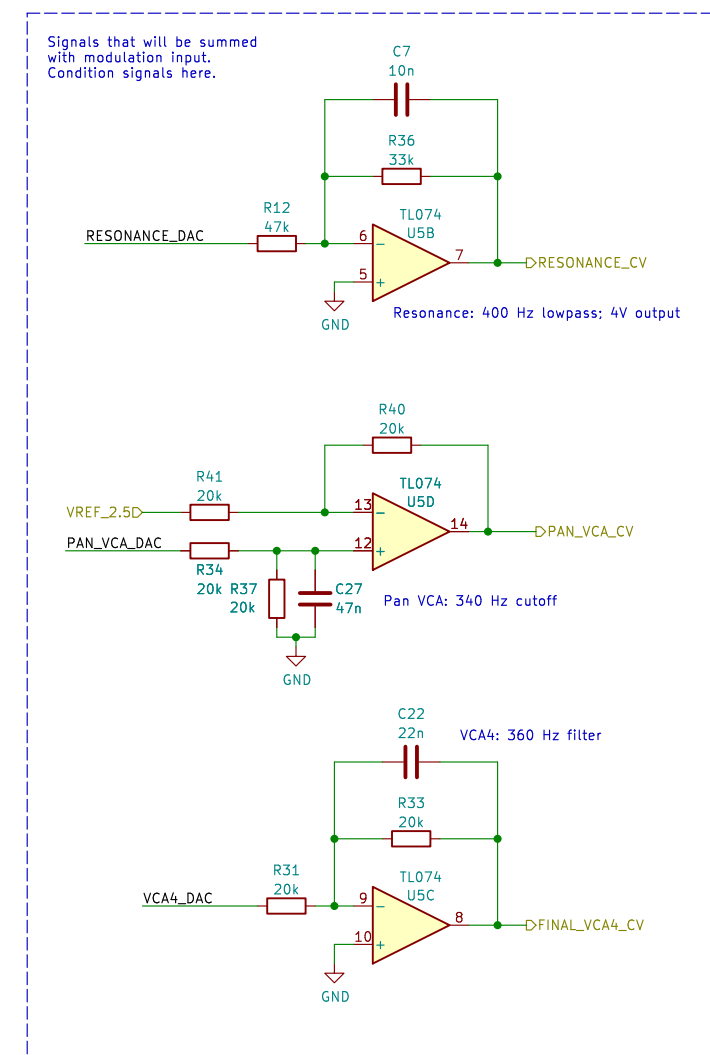 Signals that will be summed
with modulation input.
Condition signals here.
C7
10n
R36
33k
R12
47k
RESONANCE_DAC
TL074
U5B
6
5
7
RESONANCE_CV
GND
Resonance: 400 Hz lowpass; 4V output
R40
20k
R41
20k
VREF_2.5
TL074
U5D
13
12
14
PAN_VCA_CV
PAN_VCA_DAC
R34
20k
R37
20k
C27
47n
Pan VCA: 340 Hz cutoff
GND
C22
22n
VCA4: 360 Hz filter
R33
20k
R31
20k
VCA4_DAC
TL074
U5C
9
10
8
FINAL_VCA4_CV
GND